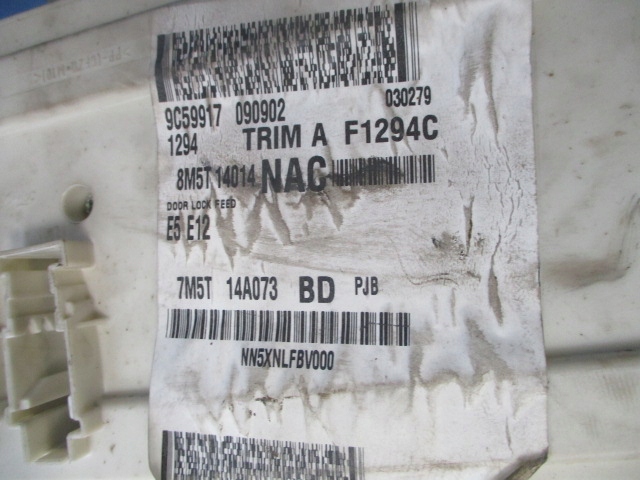 9C59917 090902 030279
1294 TRIM A F1294C
8M5T 14014 NAC
DOOR LOCK FEED
E5 E12
7M5T 14A073 BD PJB
NN5XNLFBV000